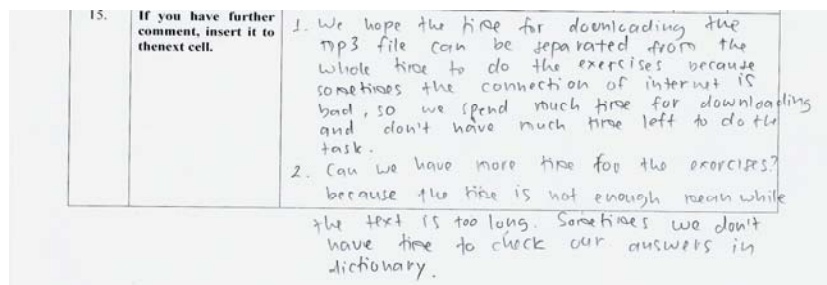 15.
If you have further
comment, insert it to
thenext cell.
1. We hope the time for downloading the
mp3 file can be separated from the
whole time to do the exercises because
sometimes the connection of internet is
bad, so we spend much time for downloading
and don't have much time left to do the
task.
2. Can we have more time for the exercises?
because the time is not enough mean while
the text is too long. Sometimes we don't
have time to check our answers in
dictionary.